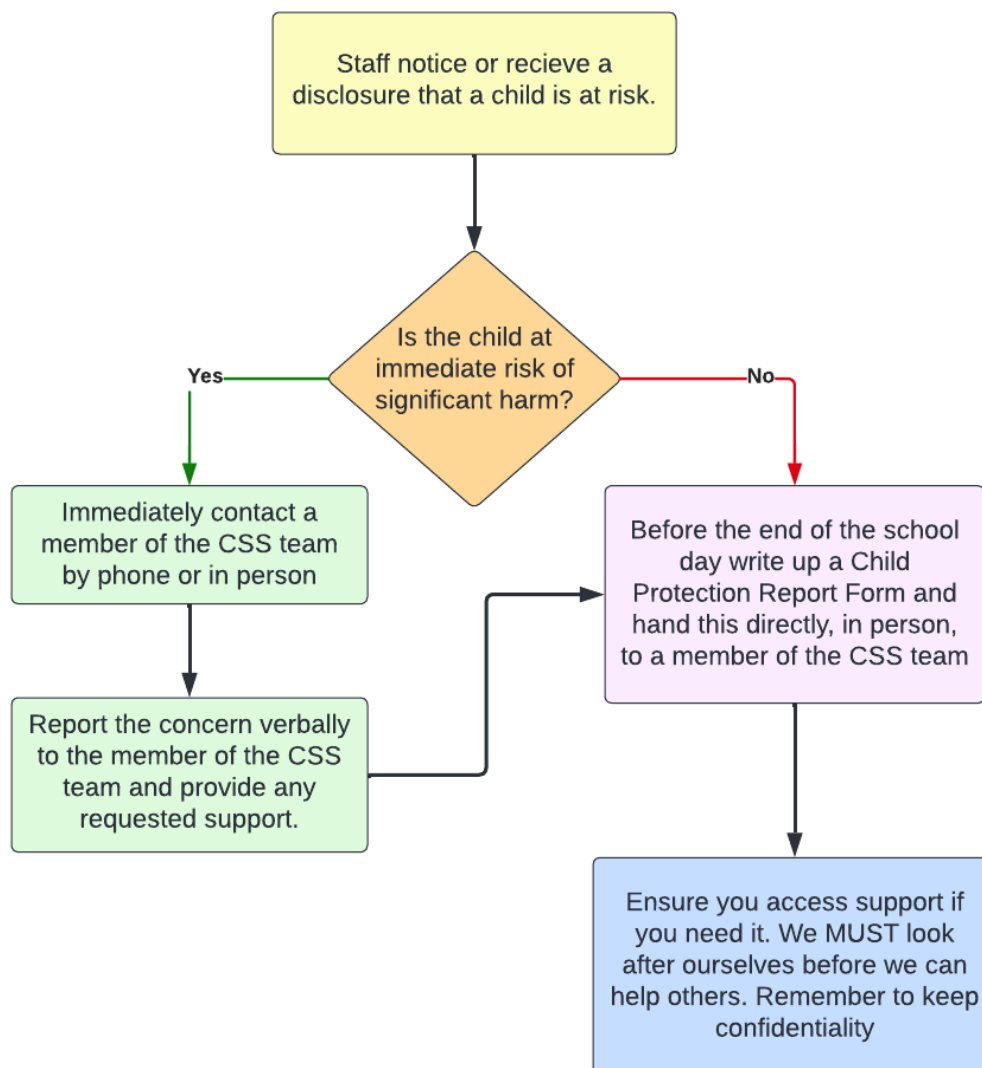 Staff notice or recieve a
disclosure that a child is at risk.
Is the child at
immediate risk of
significant harm?
Yes
No
Immediately contact a
member of the CSS team
by phone or in person
Before the end of the school
day write up a Child
Protection Report Form and
hand this directly, in person,
to a member of the CSS team
Report the concern verbally
to the member of the CSS
team and provide any
requested support.
Ensure you access support if
you need it. We MUST look
after ourselves before we can
help others. Remember to keep
confidentiality